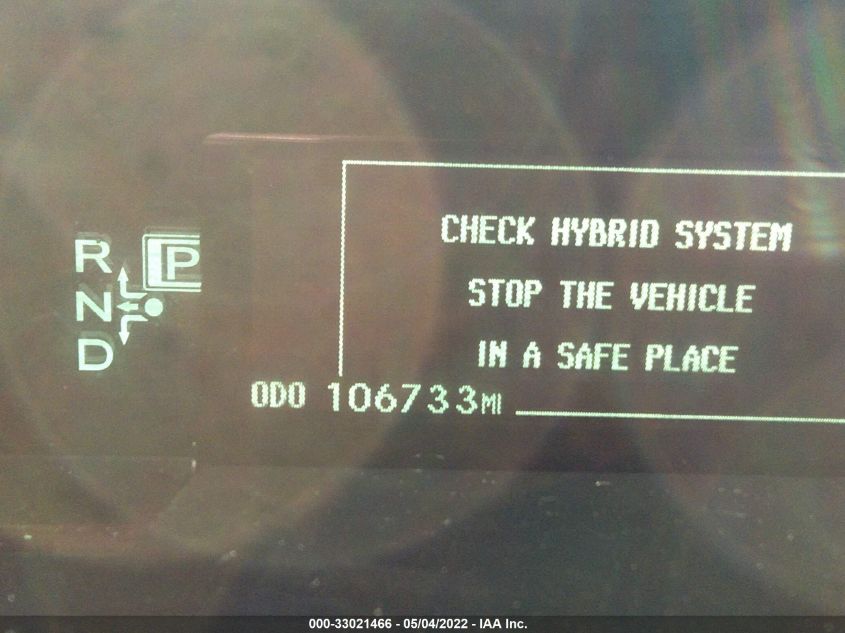 CHECK HYBRID SYSTEM
STOP THE VEHICLE
IN A SAFE PLACE
R
P
N
D
ODO 106733MI
000-33021466 - 05/04/2022 - IAA Inc.